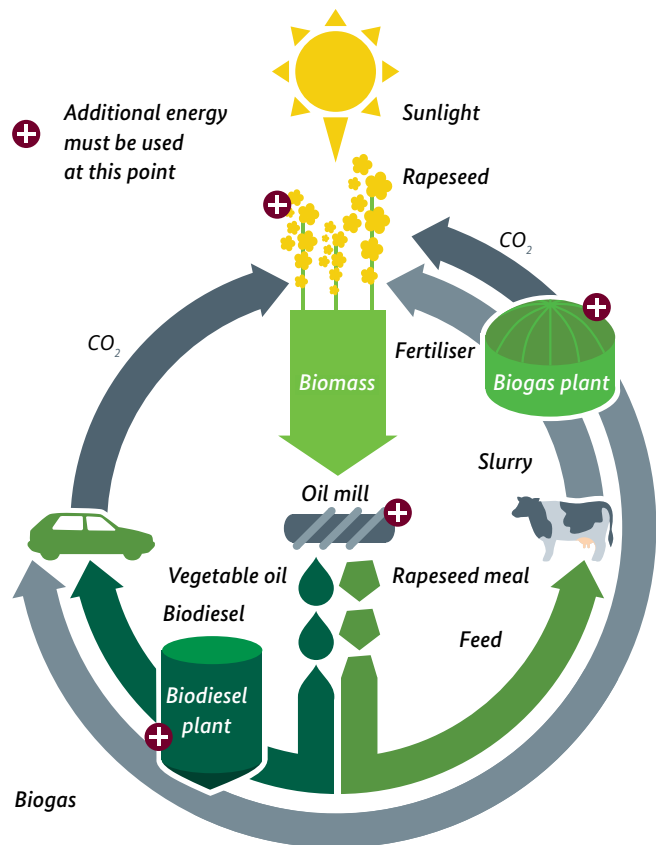 Additional energy
must be used
at this point
Sunlight
Rapeseed
CO2
CO2
Fertiliser
Biomass
Biogas plant
Slurry
Oil mill
Vegetable oil
Rapeseed meal
Biodiesel
Feed
Biodiesel
plant
Biogas